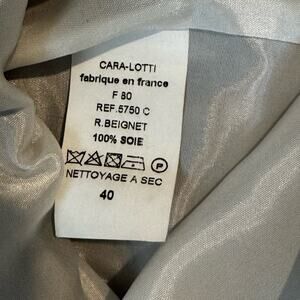 CARA-LOTTI
fabrique en france
F 80
REF.5750 C
R.BEIGNET
100% SOIE
P
NETTOYAGE A SEC
40